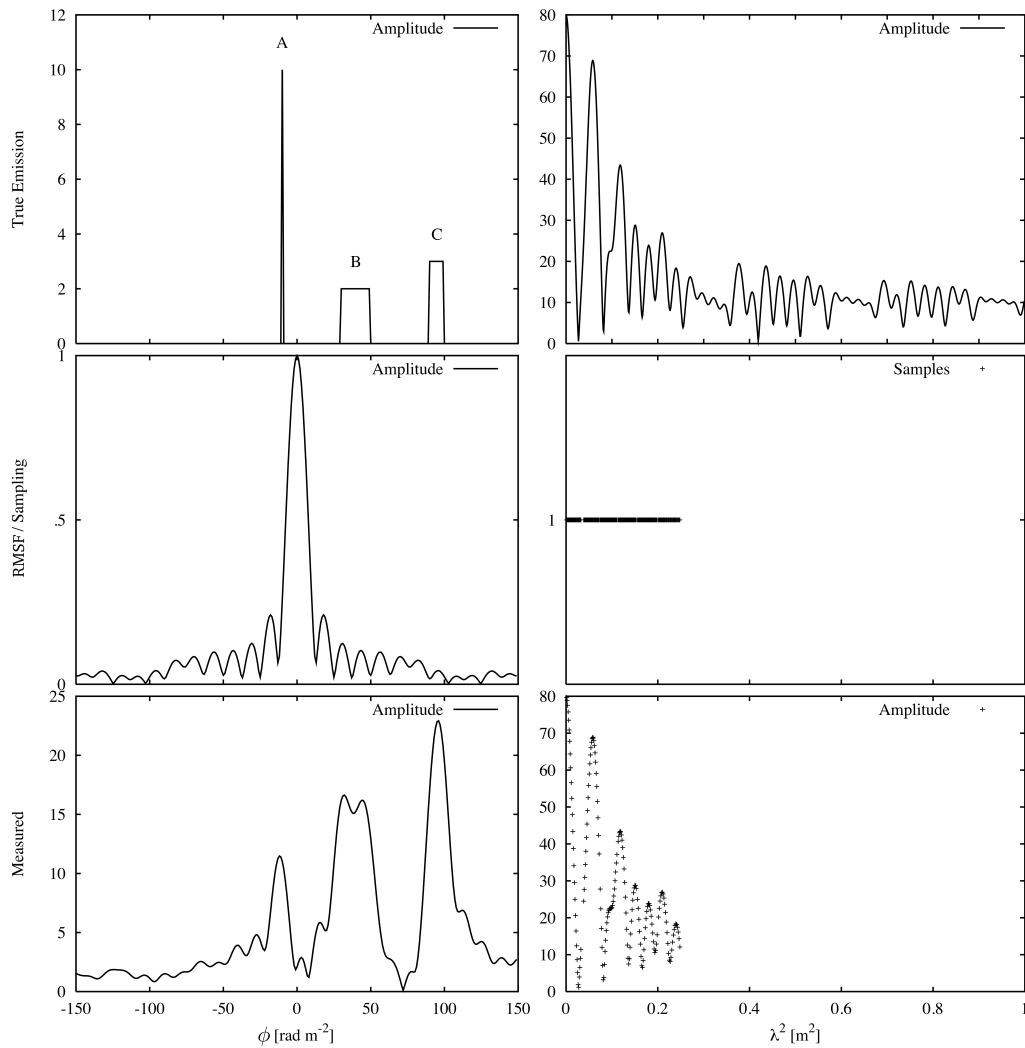 12
10
8
6
4
2
0
True Emission
Amplitude
A
B
C
80
70
60
50
40
30
20
10
0
Amplitude
1
.5
0
RMSF / Sampling
Amplitude
1
Samples
25
20
15
10
5
0
Measured
Amplitude
-150 -100 -50 0 50 100 150
ϕ [rad m-2]
80
70
60
50
40
30
20
10
0
Amplitude
0 0.2 0.4 0.6 0.8 1
λ2 [m2]